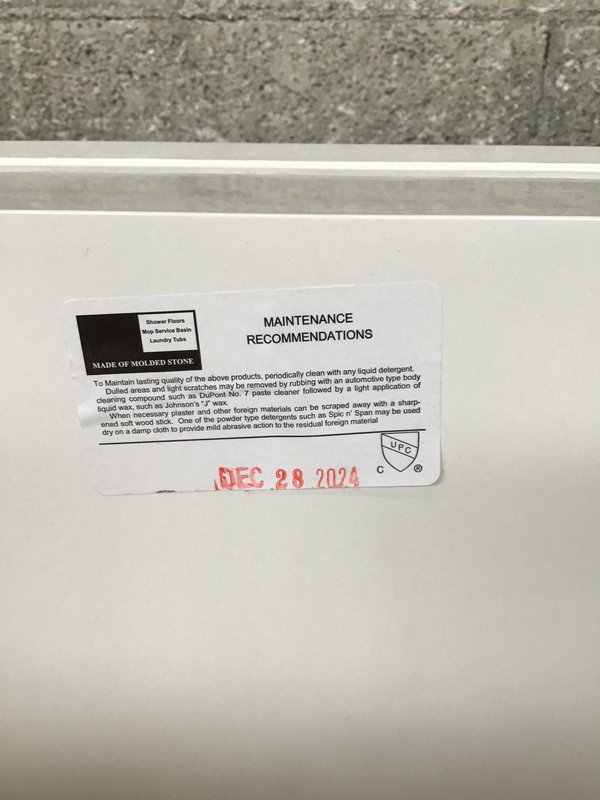 Shower Floors
Mop Service Basin
Laundry Tubs
MADE OF MOLDED STONE
MAINTENANCE
RECOMMENDATIONS
To Maintain lasting quality of the above products, periodically clean with any liquid detergent.
Dulled areas and light scratches may be removed by rubbing with an automotive type body
cleaning compound such as DuPont No. 7 paste cleaner followed by a light application of
liquid wax, such as Johnson's "J" wax.
When necessary plaster and other foreign materials can be scraped away with a sharp-
ened soft wood stick. One of the powder type detergents such as Spic n' Span may be used
dry on a damp cloth to provide mild abrasive action to the residual foreign material
UPC
C ®
DEC 28 2024